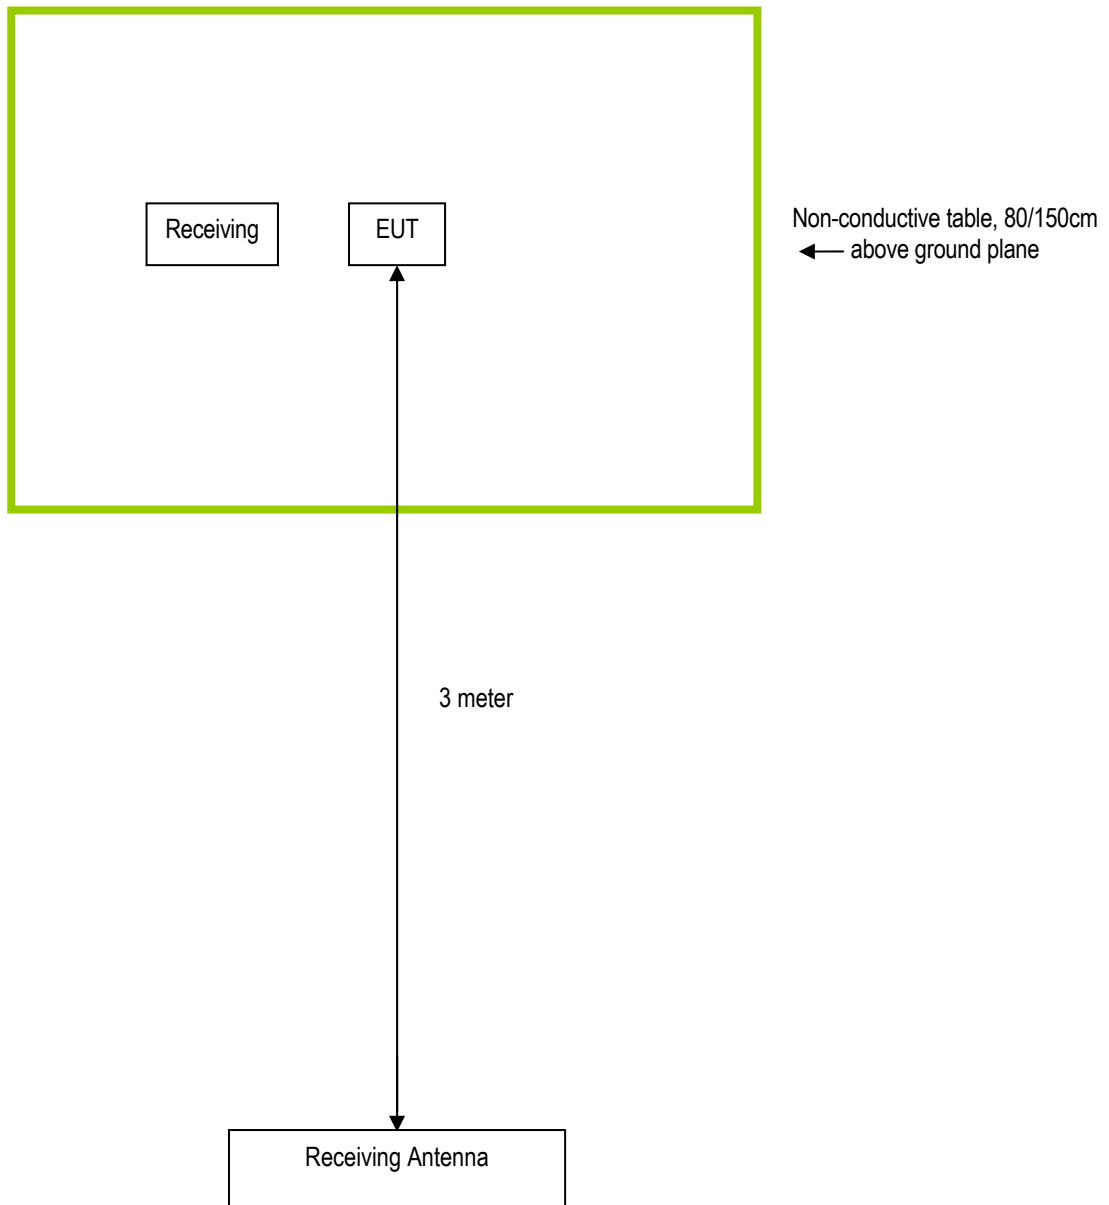 Receiving
EUT
Non-conductive table, 80/150cm
above ground plane
3 meter
Receiving Antenna